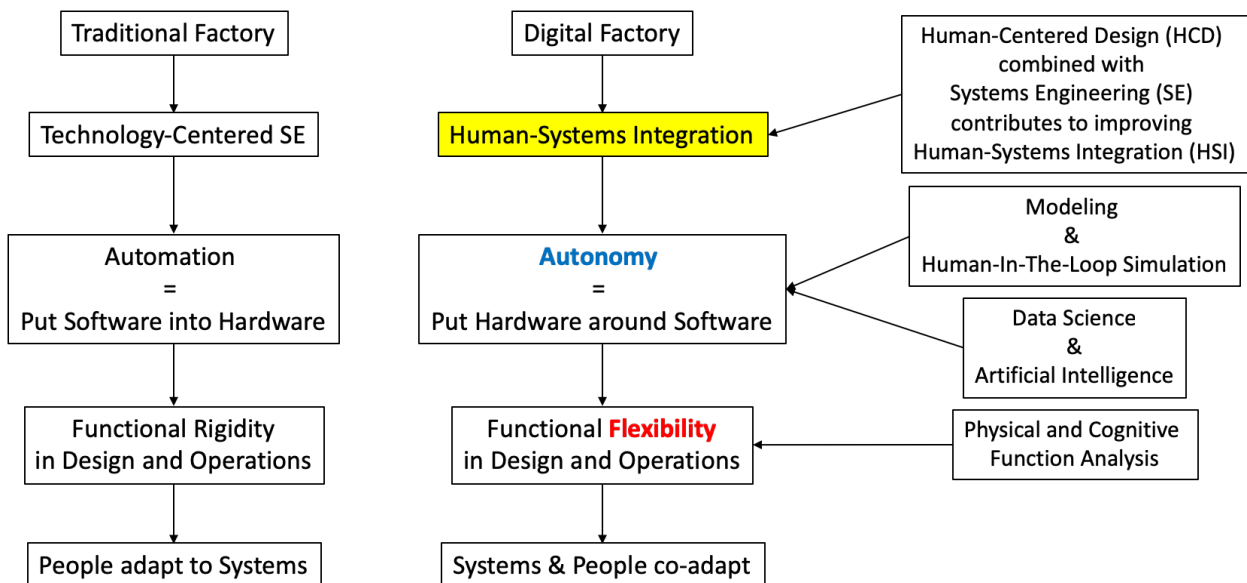 Traditional Factory
Technology-Centered SE
Automation
=
Put Software into Hardware
Functional Rigidity
in Design and Operations
People adapt to Systems
Digital Factory
Human-Systems Integration
Autonomy
=
Put Hardware around Software
Functional Flexibility
in Design and Operations
Systems & People co-adapt
Human-Centered Design (HCD)
combined with
Systems Engineering (SE)
contributes to improving
Human-Systems Integration (HSI)
Modeling
&
Human-In-The-Loop Simulation
Data Science
&
Artificial Intelligence
Physical and Cognitive
Function Analysis